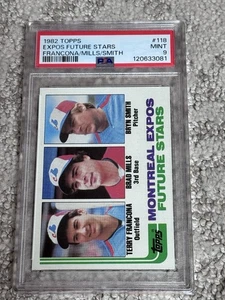 1982 TOPPS #118
EXPOS FUTURE STARS MINT
FRANCONA/MILLS/SMITH 9
PSA 120633081
BRYN SMITH
Pitcher
BRAD MILLS
3rd Base
TERRY FRANCONA
Outfield
MONTREAL EXPOS
FUTURE STARS
Topps